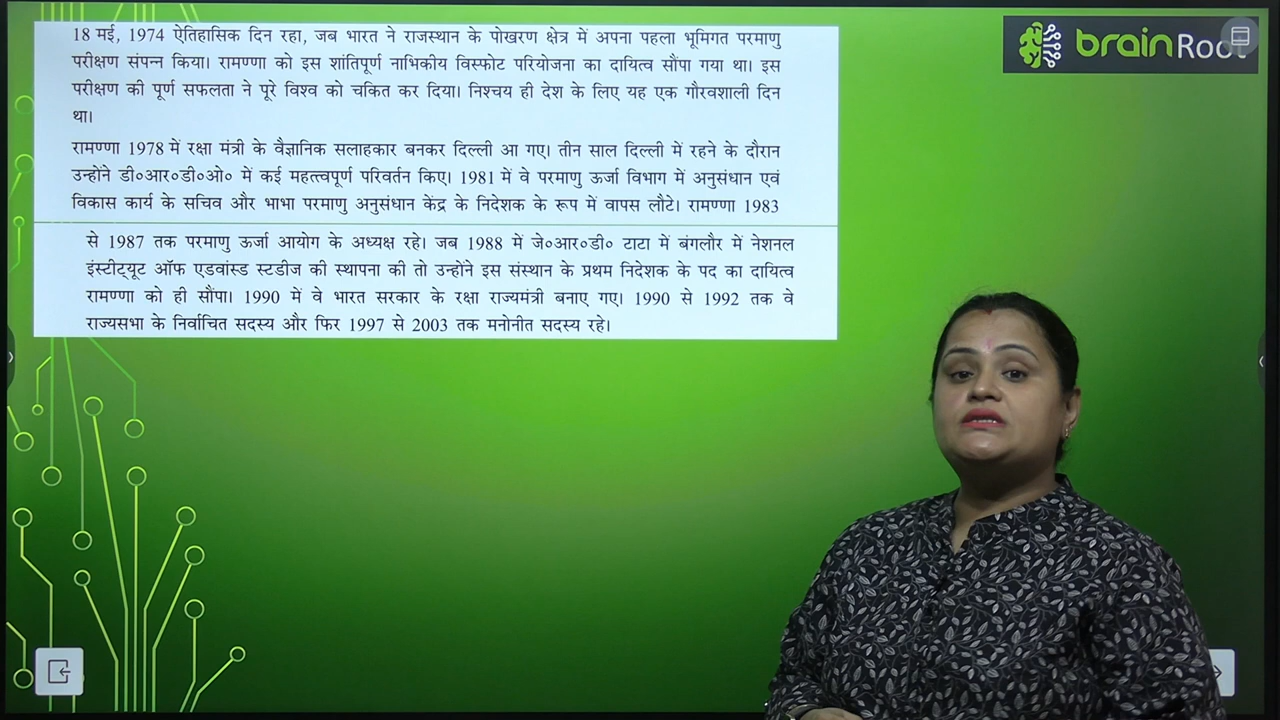 18 मई, 1974 ऐतिहासिक दिन रहा, जब भारत ने राजस्थान के पोखरण क्षेत्र में अपना पहला भूमिगत परमाणु
परीक्षण संपन्न किया। रामण्णा को इस शांतिपूर्ण नाभिकीय विस्फोट परियोजना का दायित्व सौंपा गया था। इस
परीक्षण की पूर्ण सफलता ने पूरे विश्व को चकित कर दिया। निश्चय ही देश के लिए यह एक गौरवशाली दिन
था।
रामण्णा 1978 में रक्षा मंत्री के वैज्ञानिक सलाहकार बनकर दिल्ली आ गए। तीन साल दिल्ली में रहने के दौरान
उन्होंने डी०आर०डी०ओ० में कई महत्त्वपूर्ण परिवर्तन किए। 1981 में वे परमाणु ऊर्जा विभाग में अनुसंधान एवं
विकास कार्य के सचिव और भाभा परमाणु अनुसंधान केंद्र के निदेशक के रूप में वापस लौटे। रामण्णा 1983
से 1987 तक परमाणु ऊर्जा आयोग के अध्यक्ष रहे। जब 1988 में जे०आर०डी० टाटा में बंगलौर में नेशनल
इंस्टीट्यूट ऑफ एडवांस्ड स्टडीज की स्थापना की तो उन्होंने इस संस्थान के प्रथम निदेशक के पद का दायित्व
रामण्णा को ही सौंपा। 1990 में वे भारत सरकार के रक्षा राज्यमंत्री बनाए गए। 1990 से 1992 तक वे
राज्यसभा के निर्वाचित सदस्य और फिर 1997 से 2003 तक मनोनीत सदस्य रहे।
brain Root